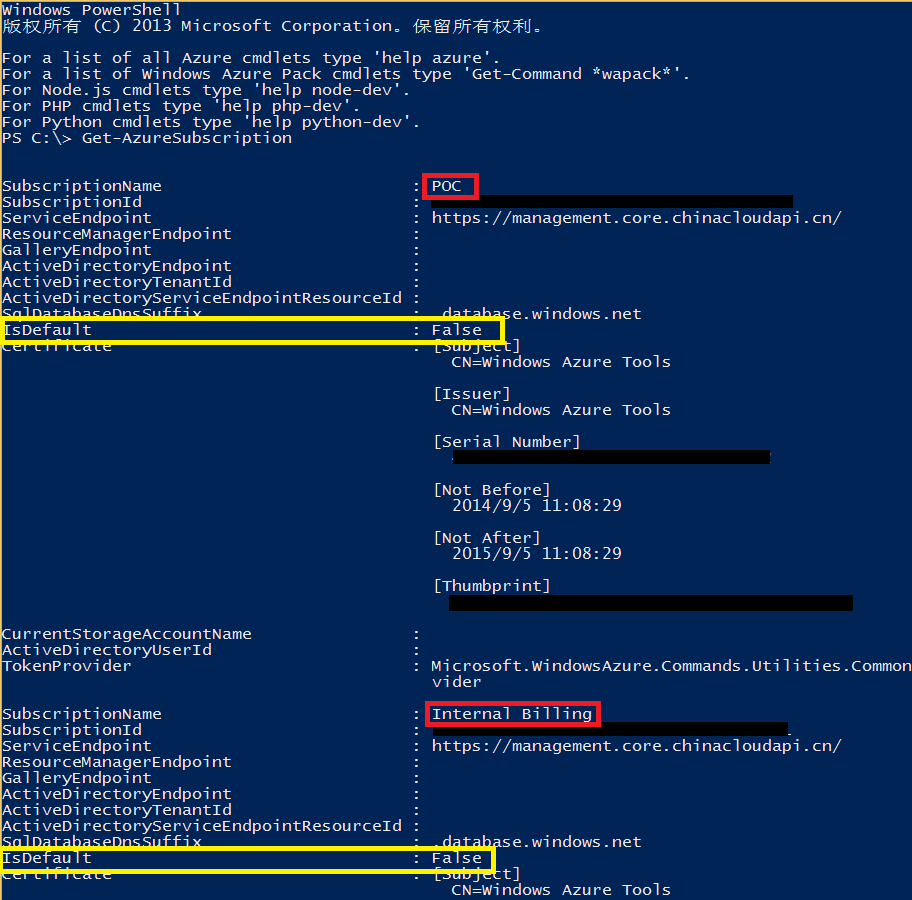 Windows PowerShell
版权所有 (C) 2013 Microsoft Corporation。保留所有权利。
For a list of all Azure cmdlets type 'help azure'.
For a list of Windows Azure Pack cmdlets type 'Get-Command *wapack*'.
For Node.js cmdlets type 'help node-dev'.
For PHP cmdlets type 'help php-dev'.
For Python cmdlets type 'help python-dev'.
PS C:\> Get-AzureSubscription
SubscriptionName : POC
SubscriptionId :
ServiceEndpoint : https://management.core.chinacloudapi.cn/
ResourceManagerEndpoint :
GalleryEndpoint :
ActiveDirectoryEndpoint :
ActiveDirectoryTenantId :
ActiveDirectoryServiceEndpointResourceId :
SqlDatabaseDnsSuffix : .database.windows.net
IsDefault : False
Certificate : [Subject]
CN=Windows Azure Tools
[Issuer]
CN=Windows Azure Tools
[Serial Number]
[Not Before]
2014/9/5 11:08:29
[Not After]
2015/9/5 11:08:29
[Thumbprint]
CurrentStorageAccountName :
ActiveDirectoryUserId :
TokenProvider : Microsoft.WindowsAzure.Commands.Utilities.Common
vider
SubscriptionName : Internal Billing
SubscriptionId :
ServiceEndpoint : https://management.core.chinacloudapi.cn/
ResourceManagerEndpoint :
GalleryEndpoint :
ActiveDirectoryEndpoint :
ActiveDirectoryTenantId :
ActiveDirectoryServiceEndpointResourceId :
SqlDatabaseDnsSuffix : .database.windows.net
IsDefault : False
Certificate : [Subject]
CN=Windows Azure Tools